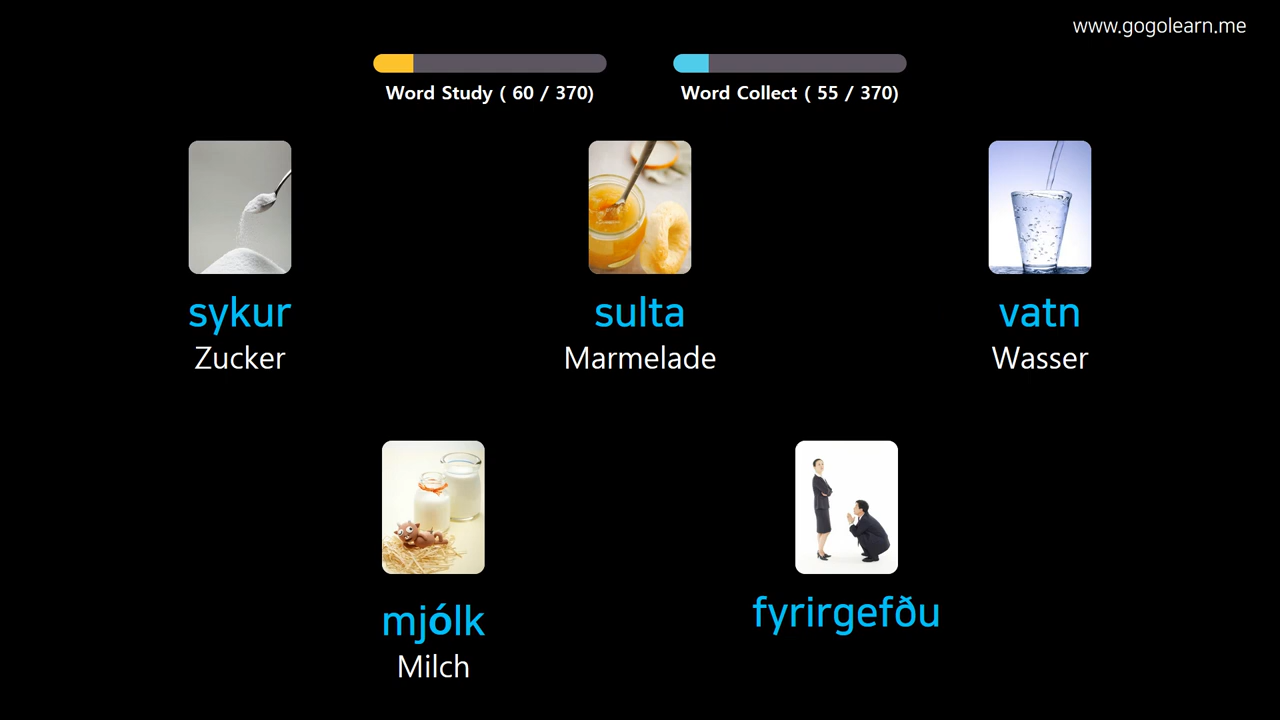 www.gogolearn.me
Word Study ( 60 / 370)
Word Collect ( 55 / 370)
sykur
Zucker
sulta
Marmelade
vatn
Wasser
mjólk
Milch
fyrirgefðu